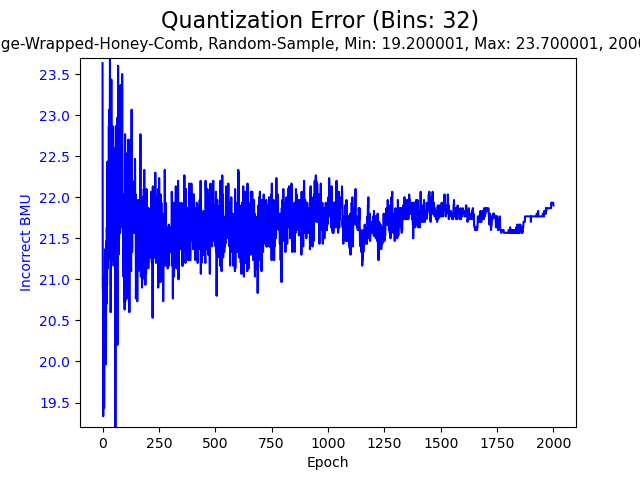 Quantization Error (Bins: 32)
ge-Wrapped-Honey-Comb, Random-Sample, Min: 19.200001, Max: 23.700001, 200
23.5
23.0
22.5
22.0
21.5
21.0
20.5
20.0
19.5
Incorrect BMU
0 250 500 750 1000 1250 1500 1750 2000
Epoch